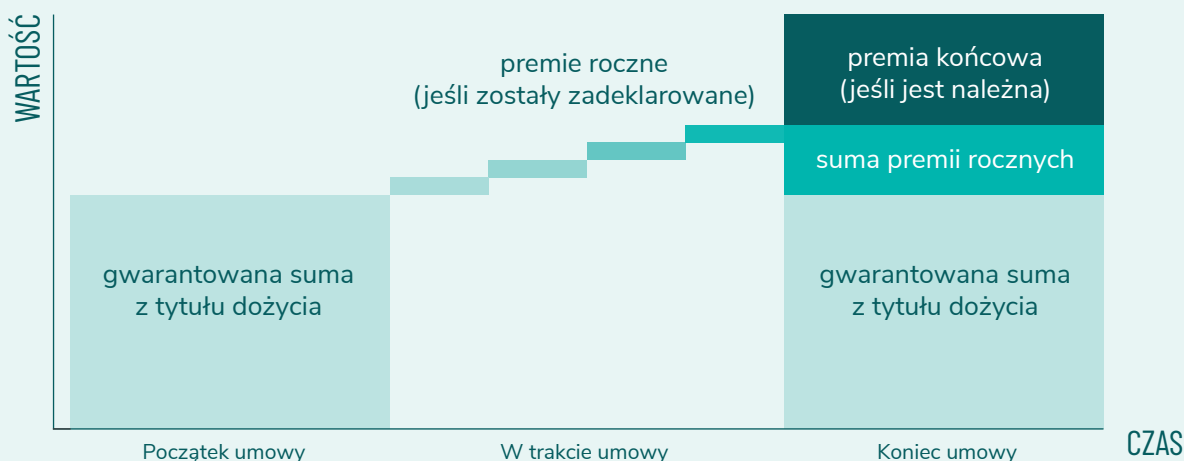 WARTOŚĆ
premie roczne
(jeśli zostały zadeklarowane)
premia końcowa
(jeśli jest należna)
suma premii rocznych
gwarantowana suma
z tytułu dożycia
gwarantowana suma
z tytułu dożycia
Początek umowy
W trakcie umowy
Koniec umowy
CZAS